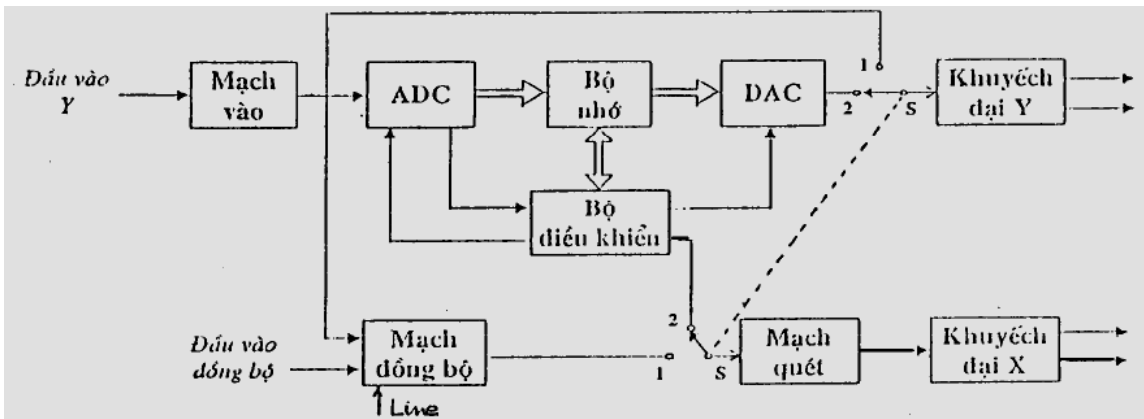 Đầu vào
Y
Mạch
vào
ADC
Bộ
nhớ
DAC
1
2
S
Khuyếch
đại Y
Bộ
điều khiển
2
1
S
Đầu vào
đồng bộ
Mạch
đồng bộ
Line
Mạch
quét
Khuyếch
đại X